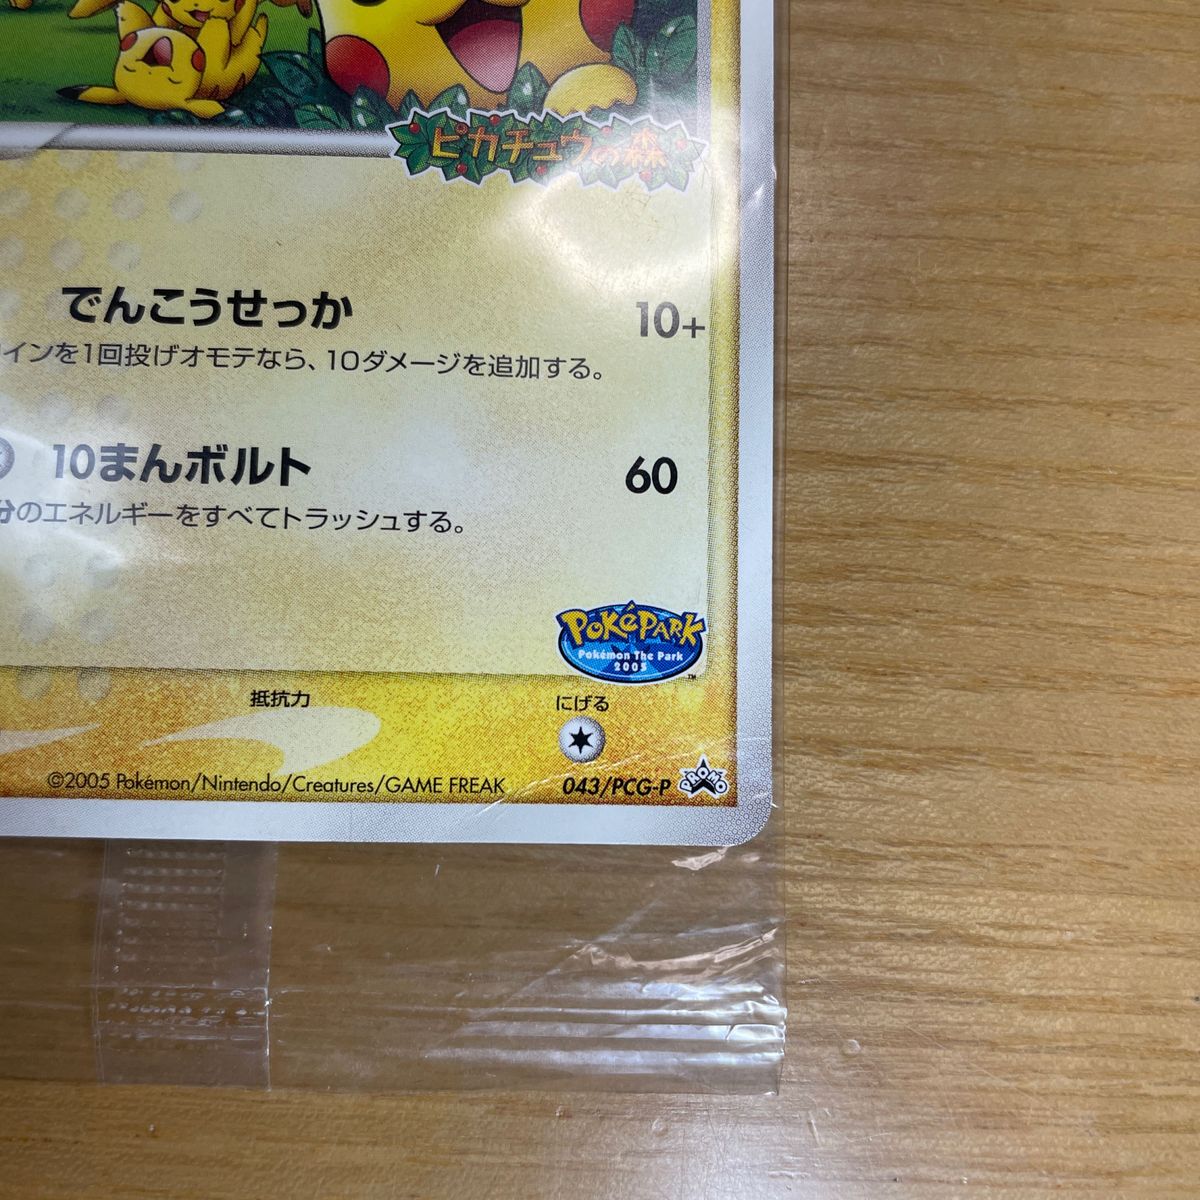 ピカチュウの森
でんこうせっか 10+
インを1回投げオモテなら、10ダメージを追加する。
10まんボルト 60
分のエネルギーをすべてトラッシュする。
POKéPARK
Pokémon The Park
2005
™
抵抗力 にげる
©2005 Pokémon/Nintendo/Creatures/GAME FREAK 043/PCG-P PROMO